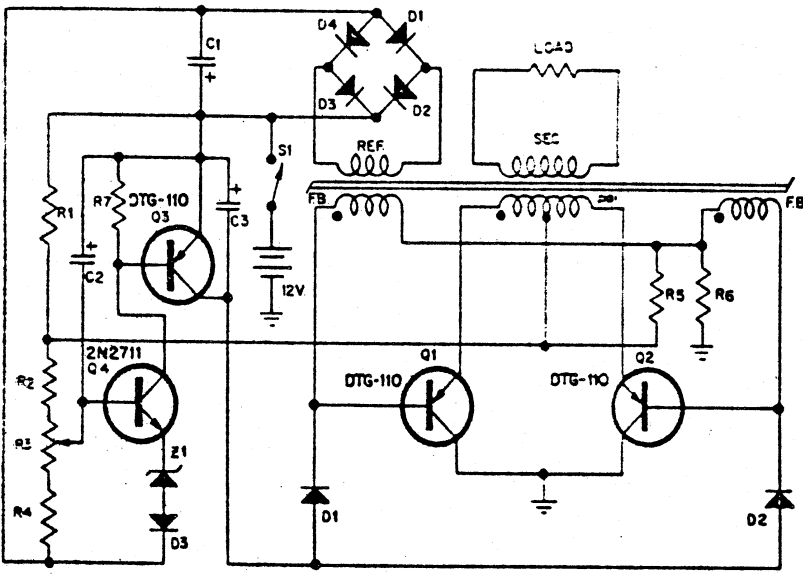 D4 D1
C1
+
D3 D2
LOAD
REF.
SEC
S1
R1
R7
DTG-110
Q3
+
C3
+
C2
F.B
F.B
12V.
R5
R6
2N2711
Q4
Q1
Q2
DTG-110
DTG-110
R2
R3
R4
Z1
D3
D1
D2